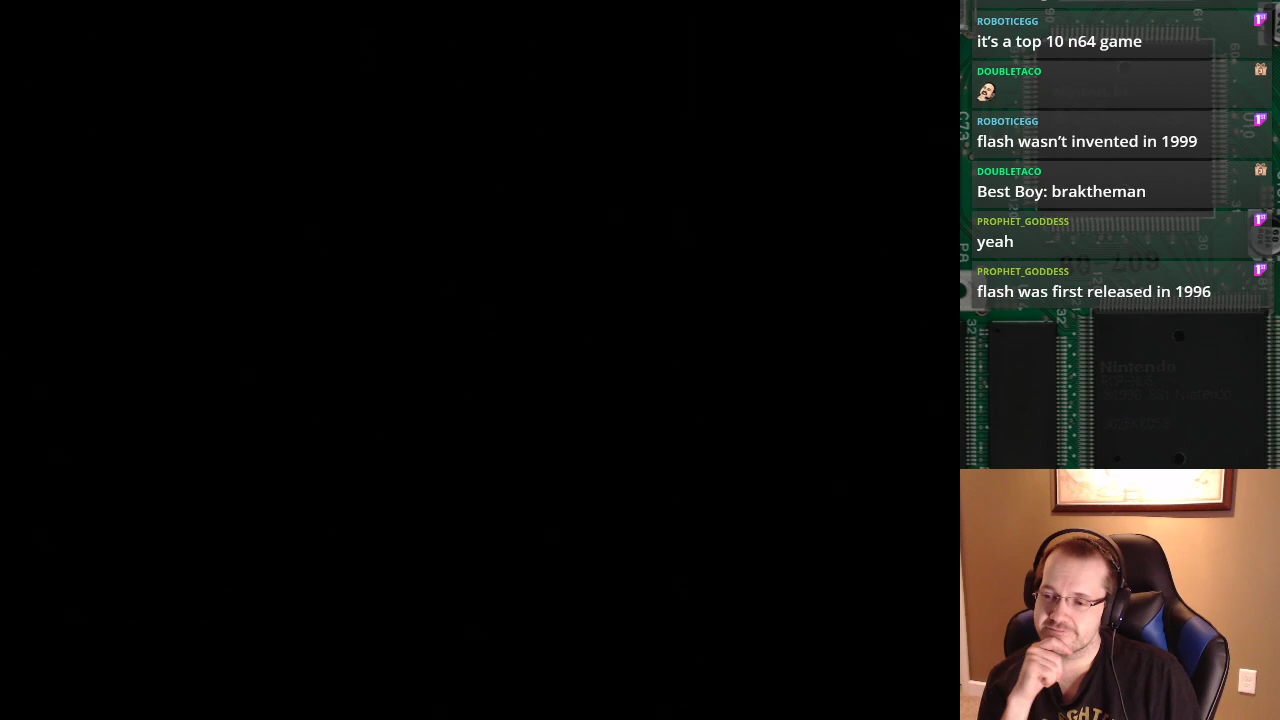 ROBOTICEGG
it's a top 10 n64 game
DOUBLETACO
ROBOTICEGG
flash wasn't invented in 1999
DOUBLETACO
Best Boy: braktheman
PROPHET_GODDESS
yeah
PROPHET_GODDESS
flash was first released in 1996
Nintendo